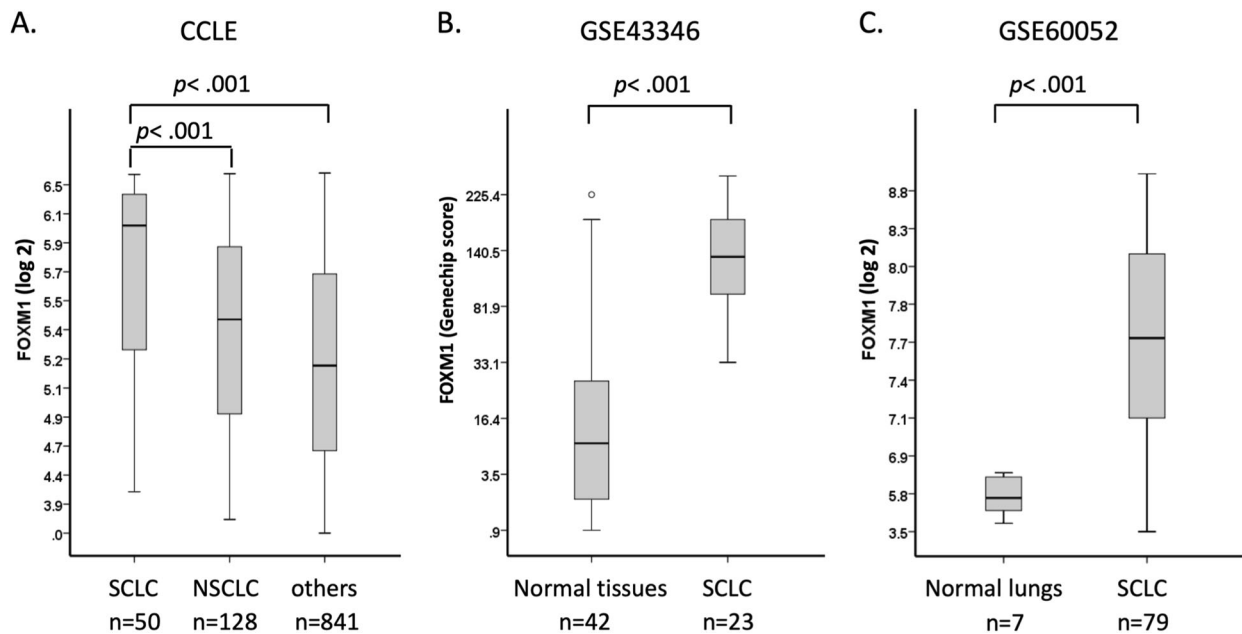 A.
CCLE
p< .001
p< .001
FOXM1 (log 2)
6.5
6.1
5.9
5.7
5.5
5.4
5.2
5.1
4.9
4.7
4.4
3.9
.0
SCLC NSCLC others
n=50 n=128 n=841
B.
GSE43346
p< .001
FOXM1 (Genechip score)
225.4
140.5
81.9
33.1
16.4
3.5
.9
Normal tissues SCLC
n=42 n=23
C.
GSE60052
p< .001
FOXM1 (log 2)
8.8
8.3
8.0
7.8
7.7
7.4
7.1
6.9
5.8
3.5
Normal lungs SCLC
n=7 n=79